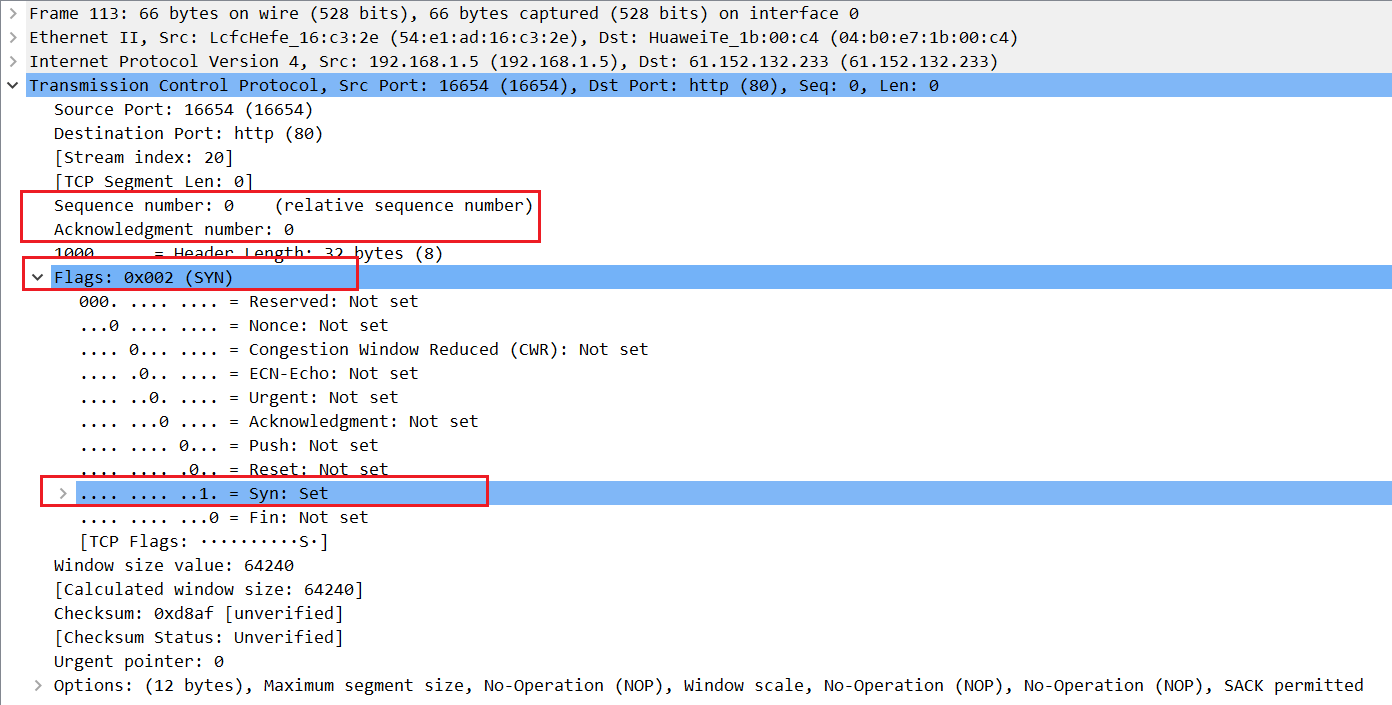 Frame 113: 66 bytes on wire (528 bits), 66 bytes captured (528 bits) on interface 0
Ethernet II, Src: LcfcHefe_16:c3:2e (54:e1:ad:16:c3:2e), Dst: HuaweiTe_1b:00:c4 (04:b0:e7:1b:00:c4)
Internet Protocol Version 4, Src: 192.168.1.5 (192.168.1.5), Dst: 61.152.132.233 (61.152.132.233)
Transmission Control Protocol, Src Port: 16654 (16654), Dst Port: http (80), Seq: 0, Len: 0
Source Port: 16654 (16654)
Destination Port: http (80)
[Stream index: 20]
[TCP Segment Len: 0]
Sequence number: 0    (relative sequence number)
Acknowledgment number: 0
1000 .... = Header Length: 32 bytes (8)
Flags: 0x002 (SYN)
000. .... .... = Reserved: Not set
...0 .... .... = Nonce: Not set
.... 0... .... = Congestion Window Reduced (CWR): Not set
.... .0.. .... = ECN-Echo: Not set
.... ..0. .... = Urgent: Not set
.... ...0 .... = Acknowledgment: Not set
.... .... 0... = Push: Not set
.... .... .0.. = Reset: Not set
.... .... ..1. = Syn: Set
.... .... ...0 = Fin: Not set
[TCP Flags: ··········S·]
Window size value: 64240
[Calculated window size: 64240]
Checksum: 0xd8af [unverified]
[Checksum Status: Unverified]
Urgent pointer: 0
Options: (12 bytes), Maximum segment size, No-Operation (NOP), Window scale, No-Operation (NOP), No-Operation (NOP), SACK permitted